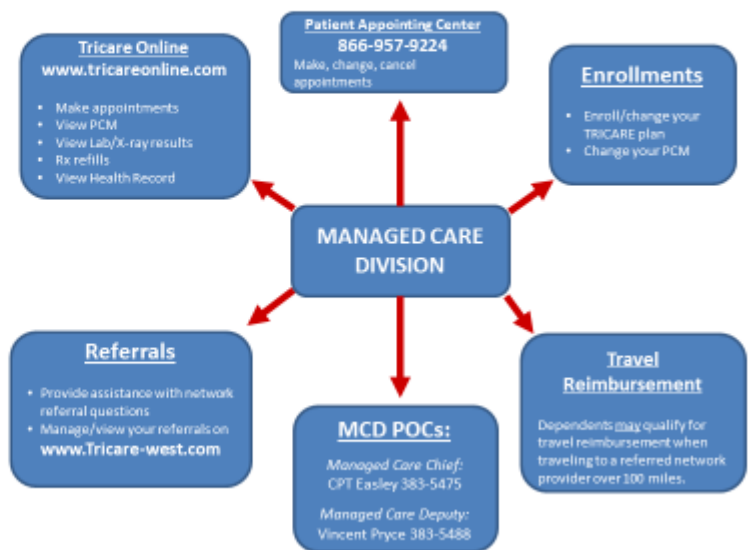 Patient Appointing Center
866-957-9224
Make, change, cancel
appointments
Tricare Online
www.tricareonline.com
• Make appointments
• View PCM
• View Lab/X-ray results
• Rx refills
• View Health Record
Enrollments
• Enroll/change your
TRICARE plan
• Change your PCM
MANAGED CARE
DIVISION
Referrals
• Provide assistance with network
referral questions
• Manage/view your referrals on
www.Tricare-west.com
MCD POCs:
Managed Care Chief:
CPT Easley 383-5475
Managed Care Deputy:
Vincent Pryce 383-5488
Travel
Reimbursement
Dependents may qualify for
travel reimbursement when
traveling to a referred network
provider over 100 miles.